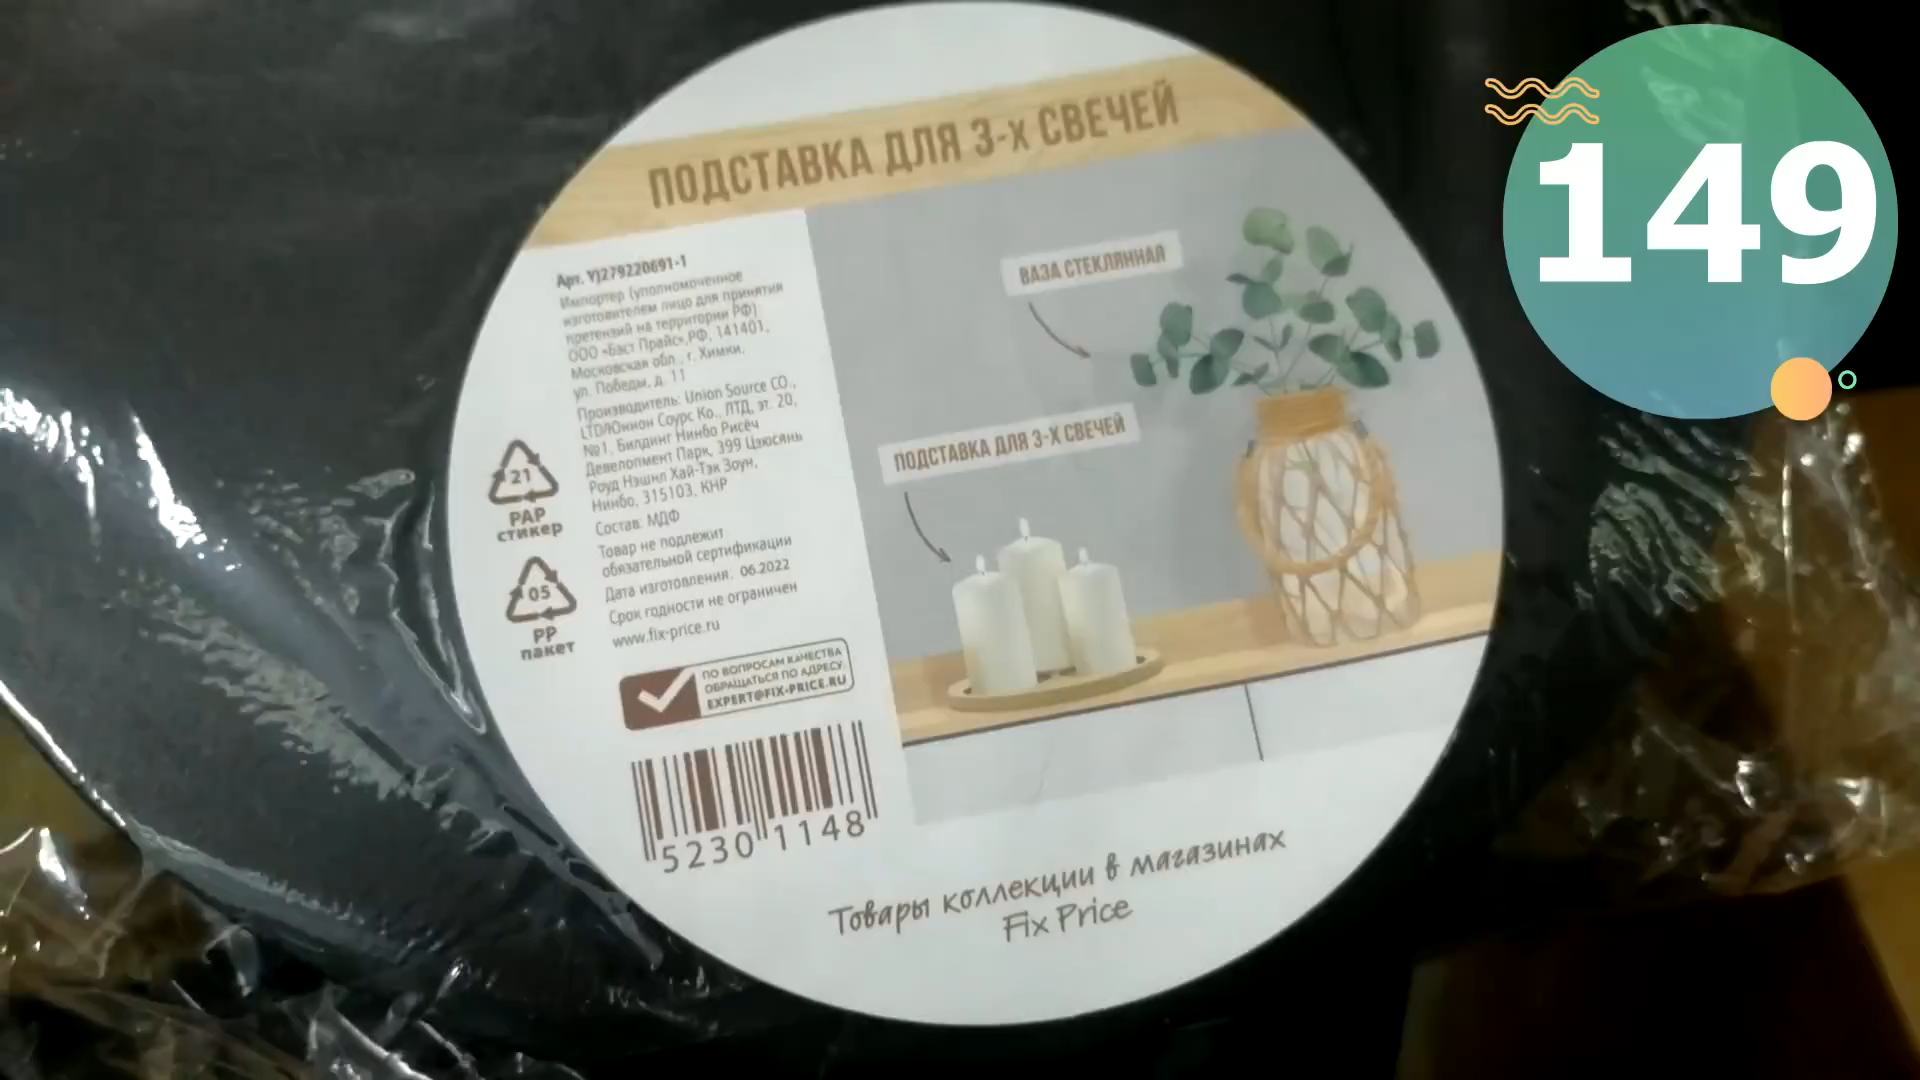 149
ПОДСТАВКА ДЛЯ 3-х СВЕЧЕЙ
Арт. YJ279220691-1
Импортер (уполномоченное
изготовителем лицо для принятия
претензий на территории РФ):
ООО «Бэст Прайс»,РФ, 141401,
Московская обл., г. Химки,
ул. Победы, д. 11
Производитель: Union Source CO.,
LTD/Юнион Соурс Ко., ЛТД, эт. 20,
№1, Билдинг Нинбо Рисёч
Девелопмент Парк, 399 Цзюсянь
Роуд Нэшнл Хай-Тэк Зоун,
Нинбо, 315103, КНР
Состав: МДФ
Товар не подлежит
обязательной сертификации
Дата изготовления: 06.2022
Срок годности не ограничен
www.fix-price.ru
21
PAP
стикер
05
PP
пакет
ПО ВОПРОСАМ КАЧЕСТВА
ОБРАЩАТЬСЯ ПО АДРЕСУ:
EXPERT@FIX-PRICE.RU
5230 1148
ВАЗА СТЕКЛЯННАЯ
ПОДСТАВКА ДЛЯ 3-Х СВЕЧЕЙ
Товары коллекции в магазинах
Fix Price